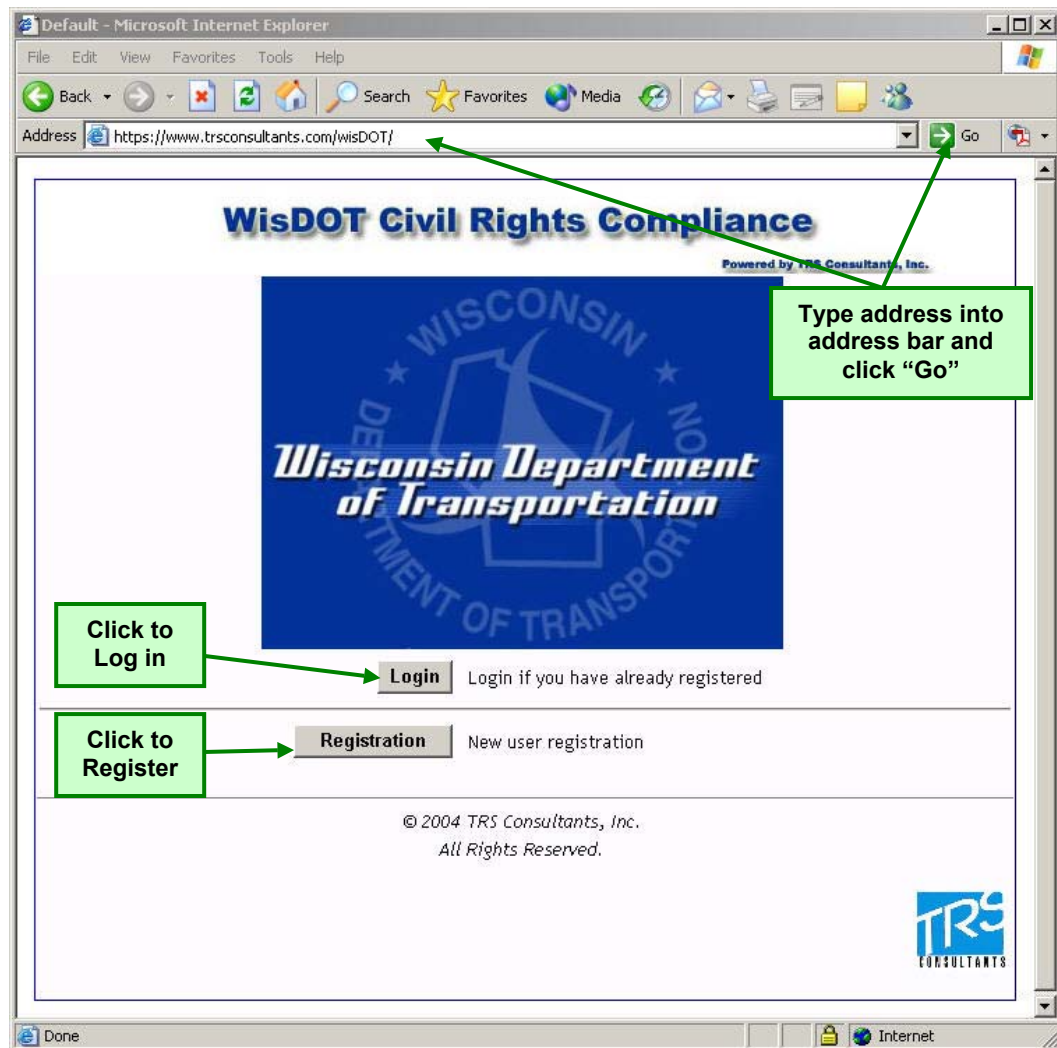 Default - Microsoft Internet Explorer
File Edit View Favorites Tools Help
Back Search Favorites Media
Address https://www.trsconsultants.com/wisDOT/ Go
WisDOT Civil Rights Compliance
Powered by TRS Consultants, Inc.
Type address into
address bar and
click “Go”
WISCONSIN
DEPARTMENT OF TRANSPORTATION
Wisconsin Department
of Transportation
Click to
Log in
Login Login if you have already registered
Click to
Register
Registration New user registration
© 2004 TRS Consultants, Inc.
All Rights Reserved.
TRS
CONSULTANTS
Done Internet